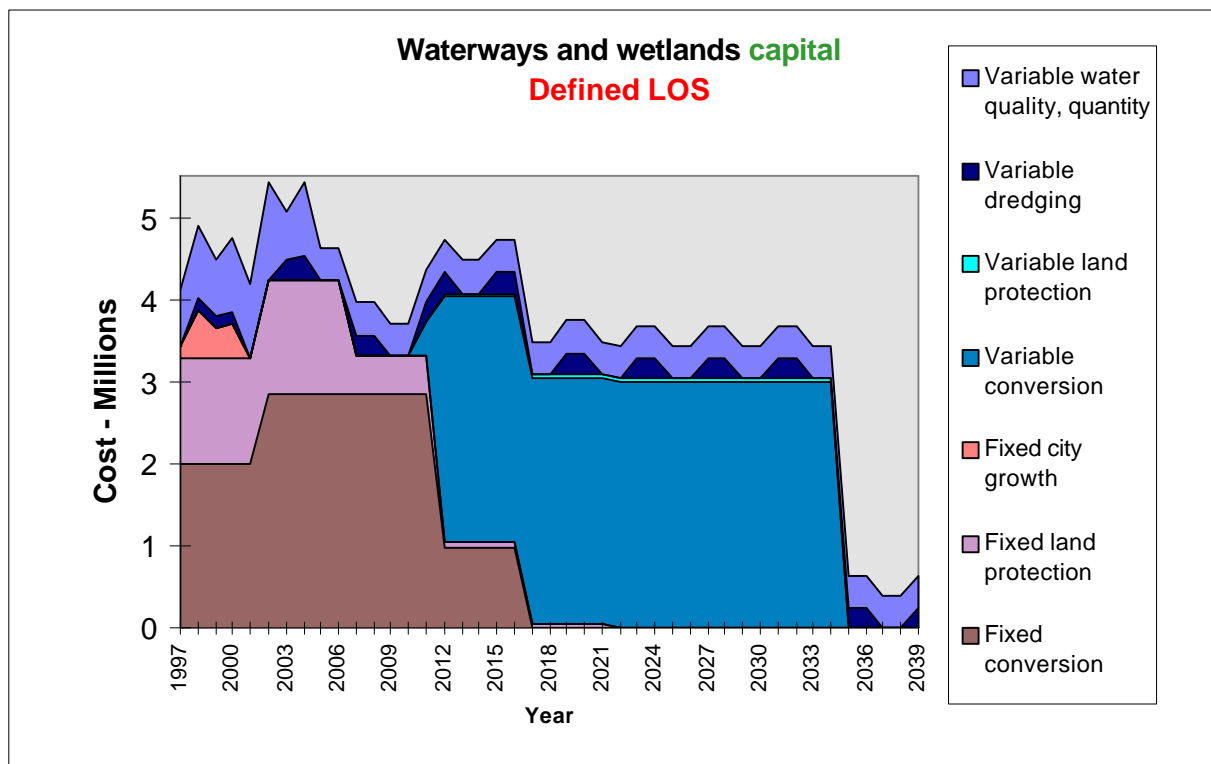 Waterways and wetlands capital
Defined LOS
Cost - Millions
5
4
3
2
1
0
1997
2000
2003
2006
2009
2012
2015
2018
2021
2024
2027
2030
2033
2036
2039
Year
Variable water
quality, quantity
Variable
dredging
Variable land
protection
Variable
conversion
Fixed city
growth
Fixed land
protection
Fixed
conversion